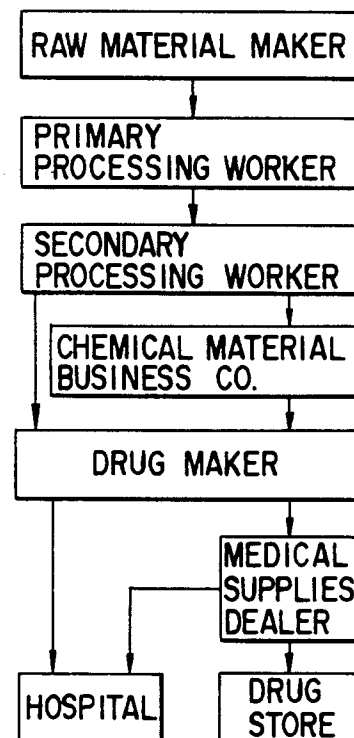 RAW MATERIAL MAKER
PRIMARY
PROCESSING WORKER
SECONDARY
PROCESSING WORKER
CHEMICAL MATERIAL
BUSINESS CO.
DRUG MAKER
MEDICAL
SUPPLIES
DEALER
HOSPITAL
DRUG
STORE